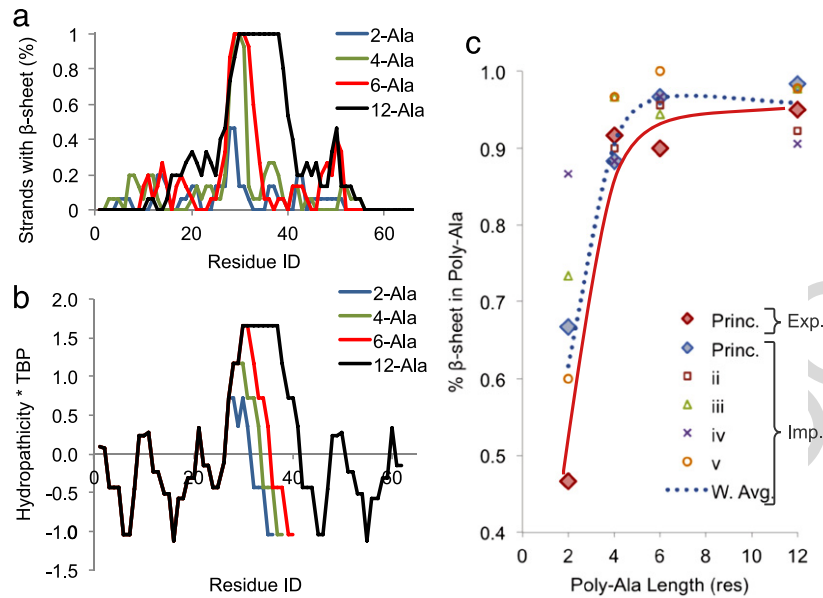 a
Strands with β-sheet (%)
1
0.8
0.6
0.4
0.2
0
0
20
40
60
Residue ID
2-Ala
4-Ala
6-Ala
12-Ala
b
Hydropathicity * TBP
2.0
1.5
1.0
0.5
0.0
-0.5
-1.0
-1.5
0
20
40
60
Residue ID
2-Ala
4-Ala
6-Ala
12-Ala
c
% β-sheet in Poly-Ala
1.0
0.9
0.8
0.7
0.6
0.5
0.4
0
2
4
6
8
10
12
Poly-Ala Length (res)
Princ.
Exp.
Princ.
ii
iii
iv
v
W. Avg.
Imp.